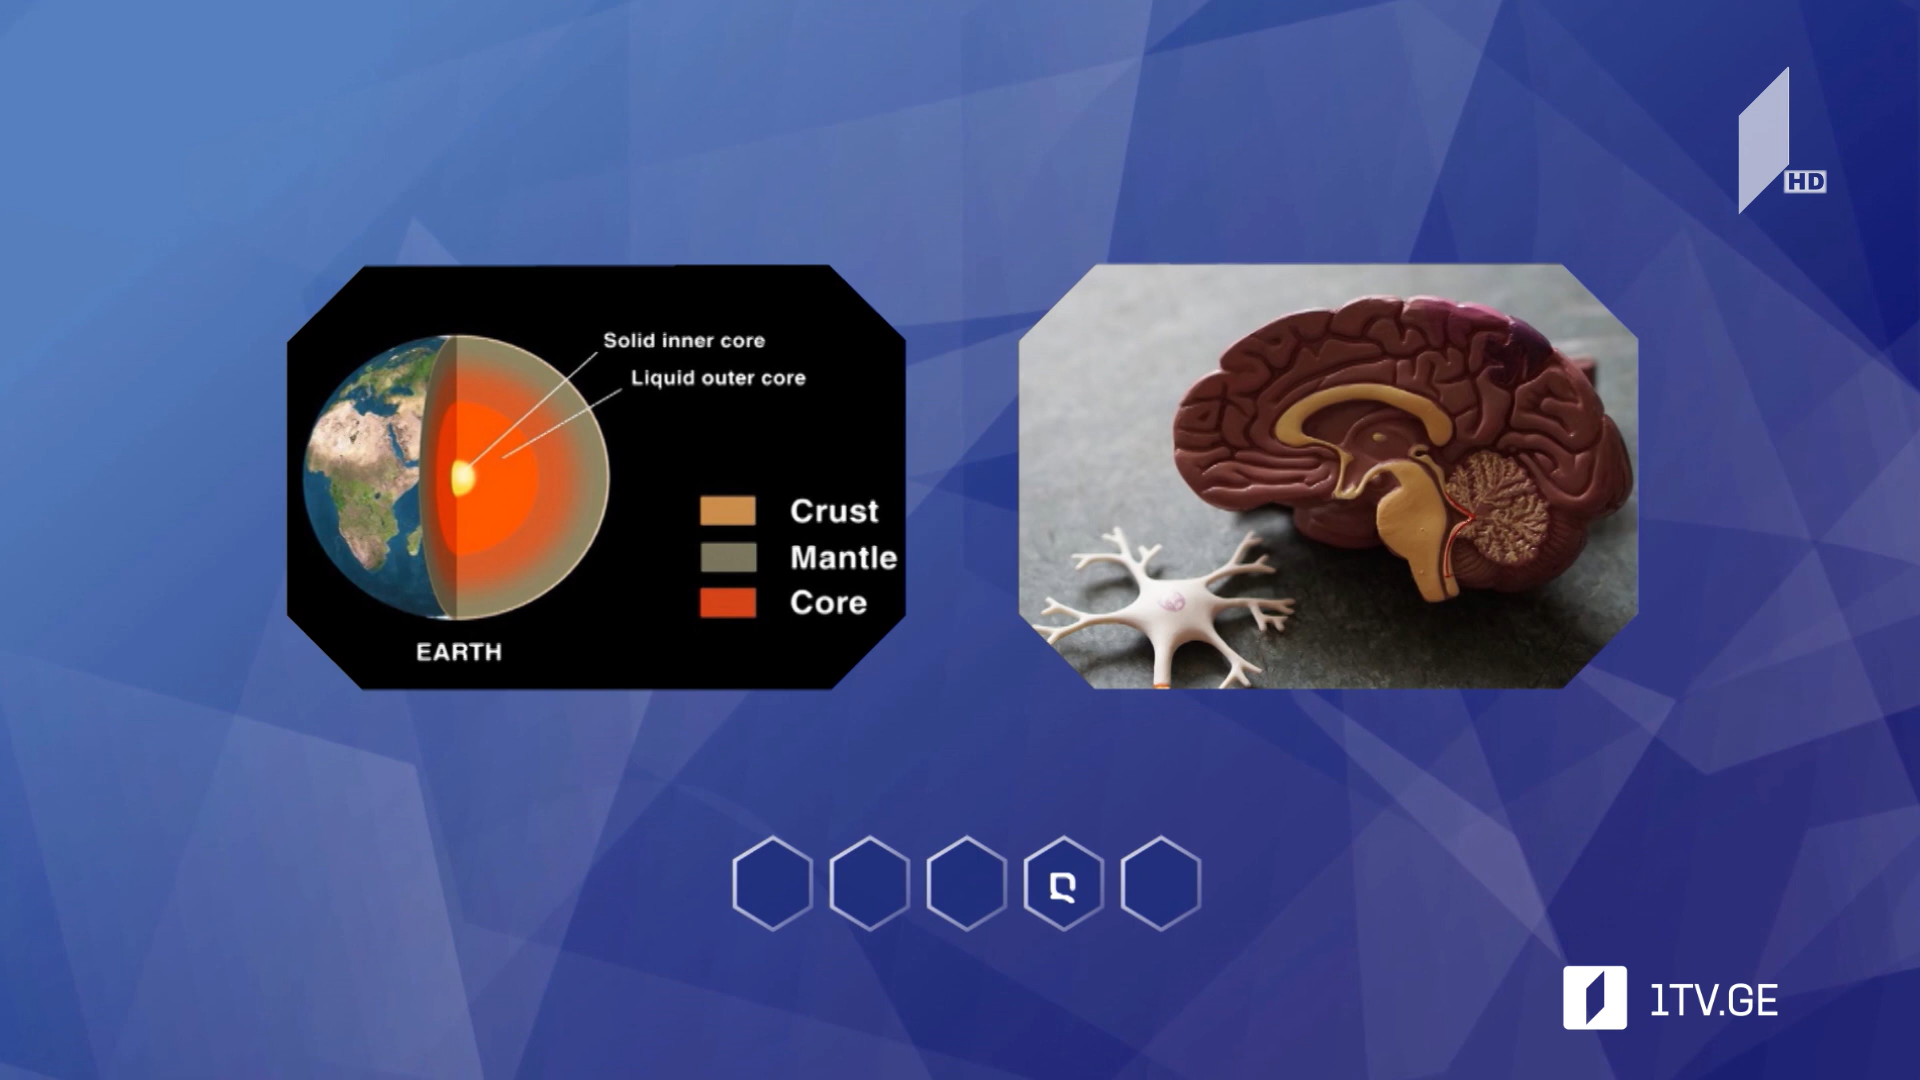 HD
Solid inner core
Liquid outer core
Crust
Mantle
Core
EARTH
ქ
1TV.GE